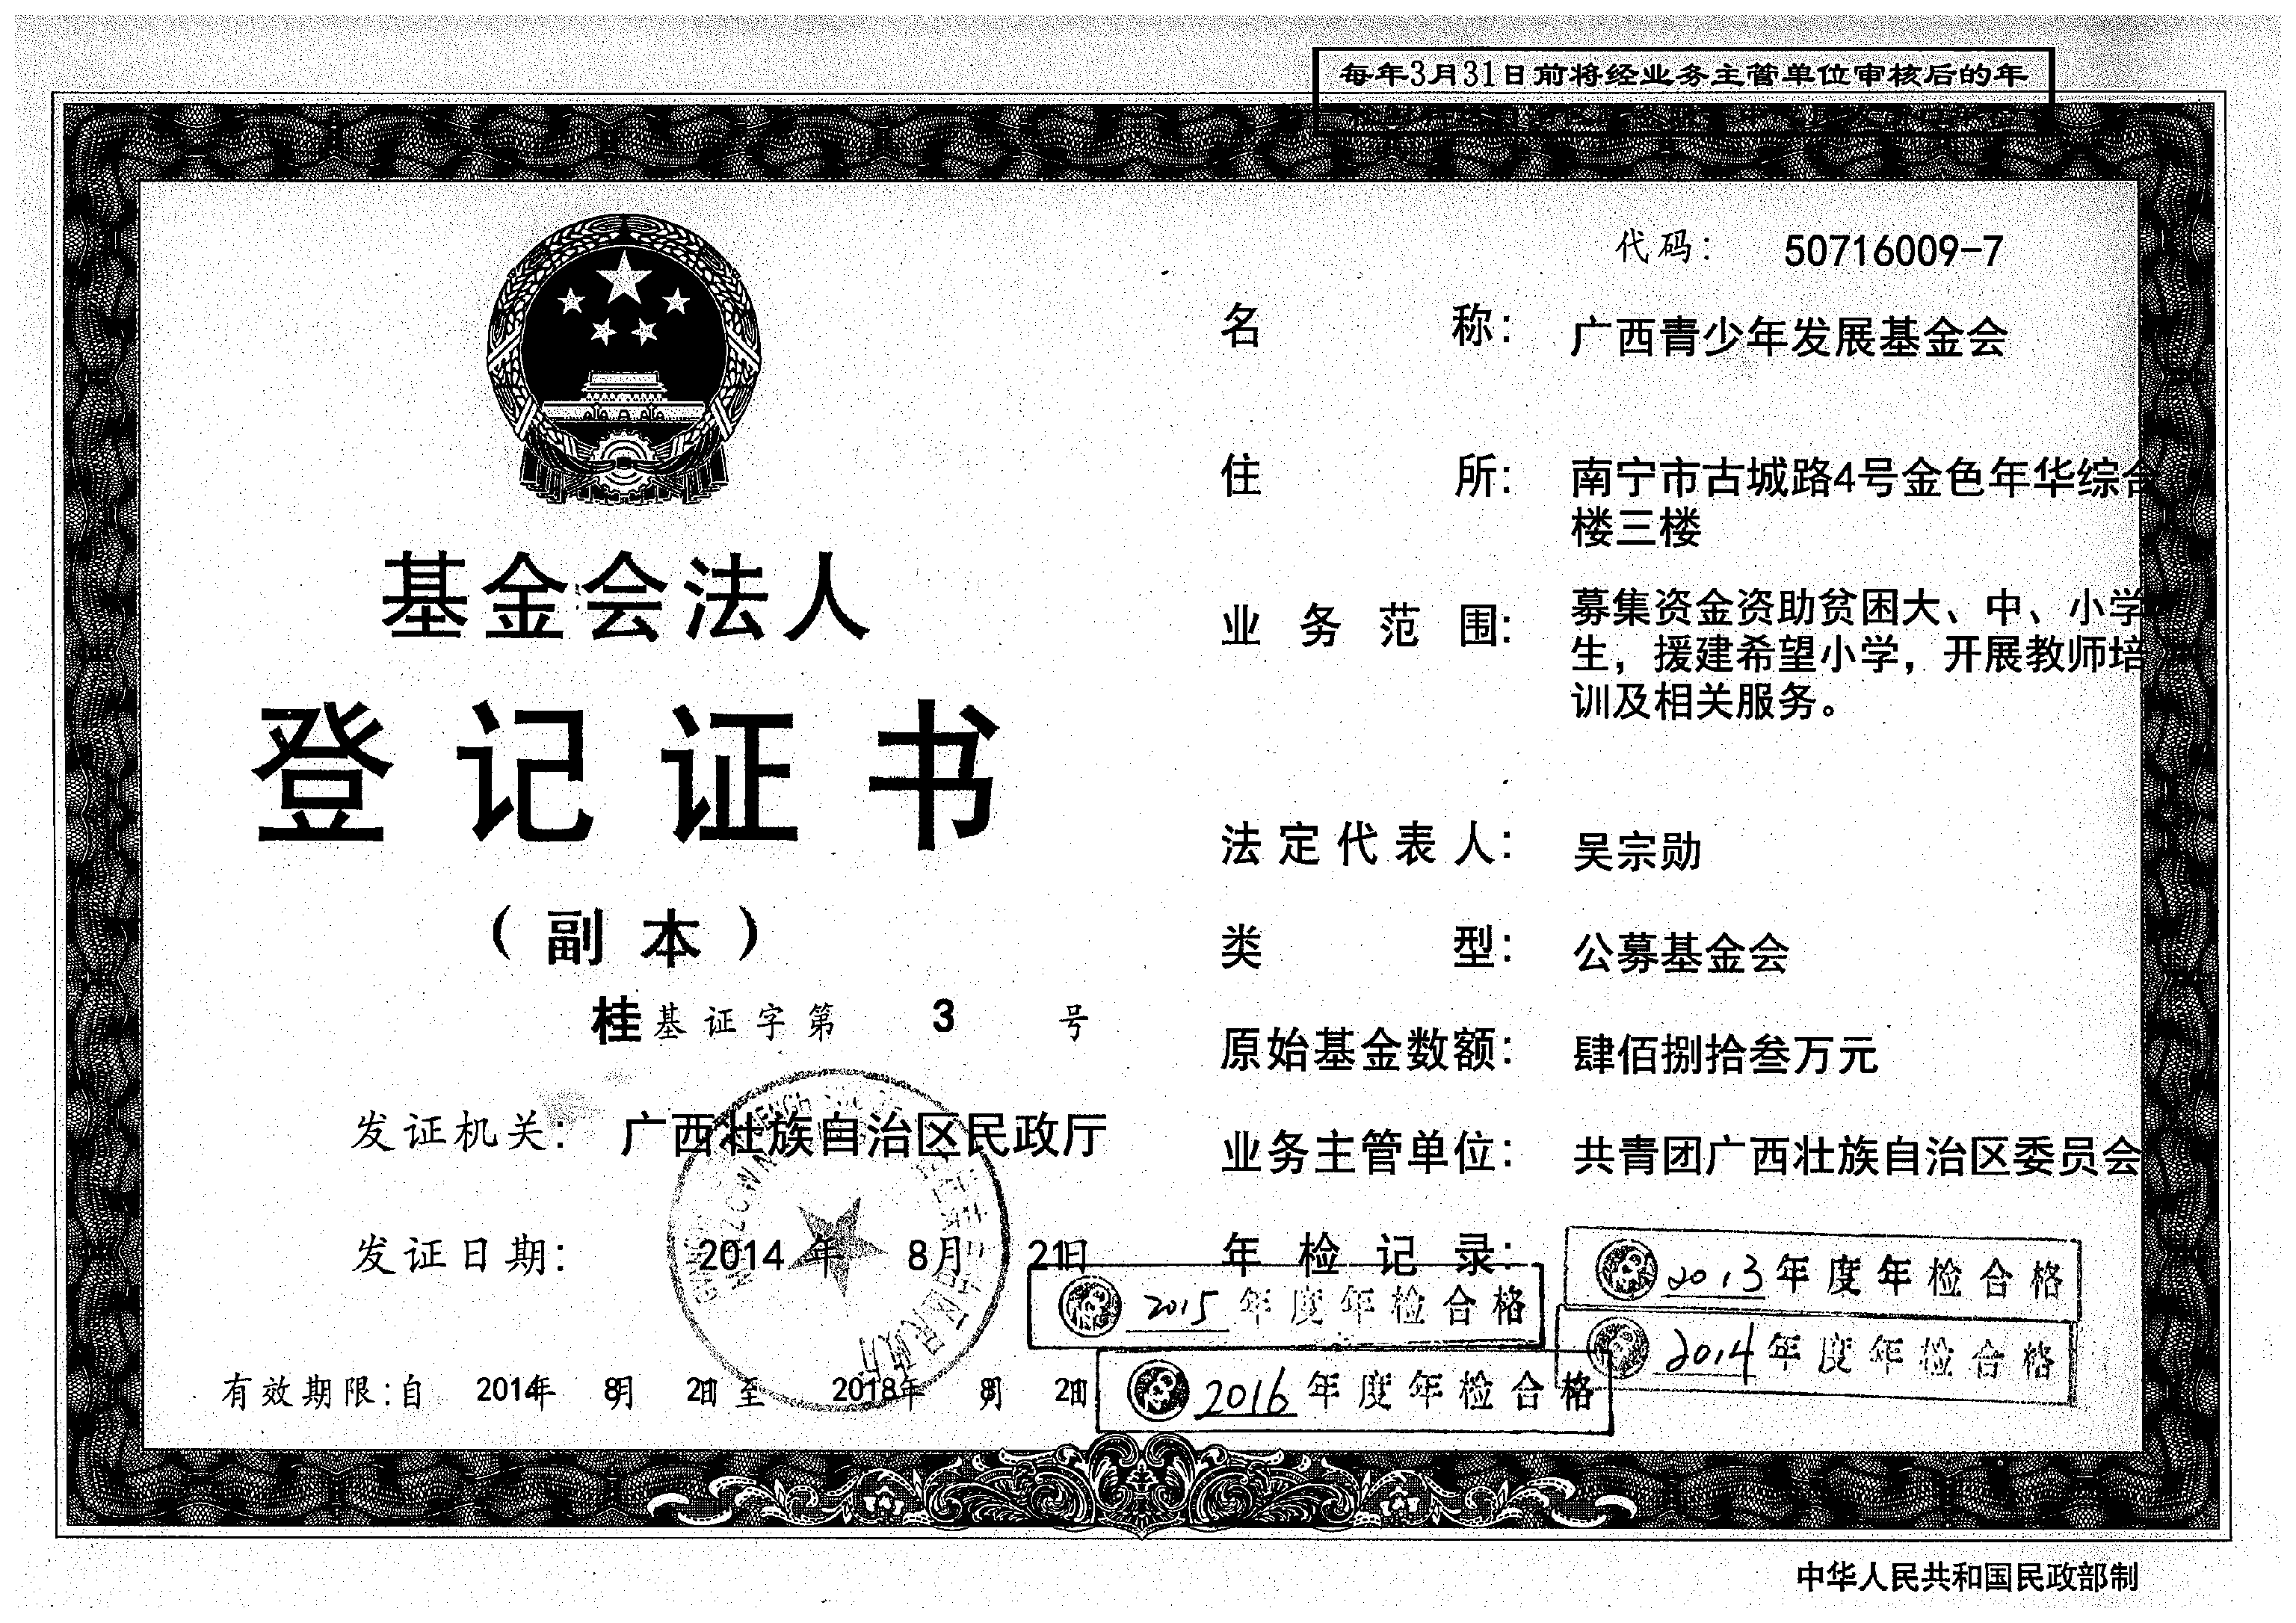 每年3月31日前将经业务主管单位审核后的年
代码: 50716009-7
名称: 广西青少年发展基金会
住所: 南宁市古城路4号金色年华综合
楼三楼
业务范围: 募集资金资助贫困大、中、小学
生，援建希望小学，开展教师培
训及相关服务。
法定代表人: 吴宗勋
类型: 公募基金会
原始基金数额: 肆佰捌拾叁万元
业务主管单位: 共青团广西壮族自治区委员会
年检记录:
2013年度年检合格
2014年度年检合格
2015年度年检合格
2016年度年检合格
基金会法人
登记证书
（副本）
桂基证字第 3 号
发证机关: 广西壮族自治区民政厅
发证日期: 2014年 8月 21日
有效期限:自 2014年 8月 21日至 2018年 8月 21日
中华人民共和国民政部制